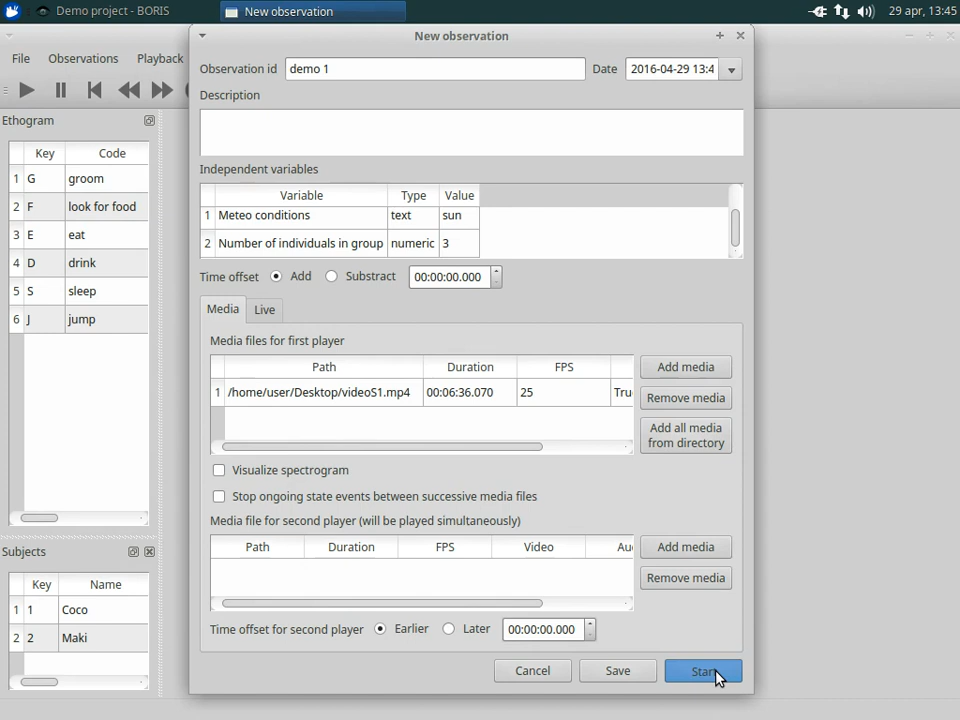 Demo project - BORIS
New observation
29 apr, 13:45
New observation
File
Observations
Playback
Observation id
demo 1
Date
2016-04-29 13:4
Description
Ethogram
Key Code
1 G groom
2 F look for food
3 E eat
4 D drink
5 S sleep
6 J jump
Independent variables
Variable Type Value
1 Meteo conditions text sun
2 Number of individuals in group numeric 3
Time offset Add Substract 00:00:00.000
Media Live
Media files for first player
Path Duration FPS
1 /home/user/Desktop/videoS1.mp4 00:06:36.070 25 Tru
Add media
Remove media
Add all media
from directory
Visualize spectrogram
Stop ongoing state events between successive media files
Media file for second player (will be played simultaneously)
Path Duration FPS Video Au
Add media
Remove media
Time offset for second player Earlier Later 00:00:00.000
Cancel Save Start
Subjects
Key Name
1 1 Coco
2 2 Maki